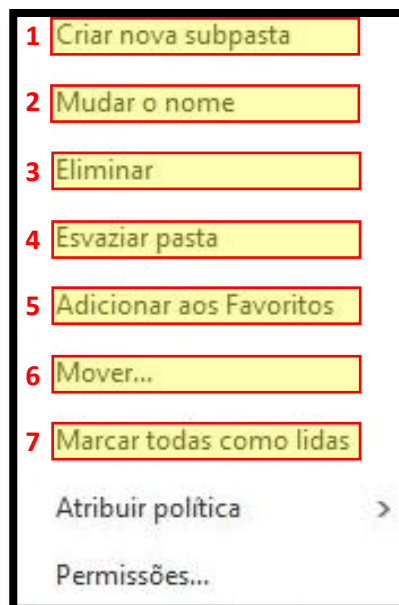 1 Criar nova subpasta
2 Mudar o nome
3 Eliminar
4 Esvaziar pasta
5 Adicionar aos Favoritos
6 Mover...
7 Marcar todas como lidas
Atribuir política >
Permissões...